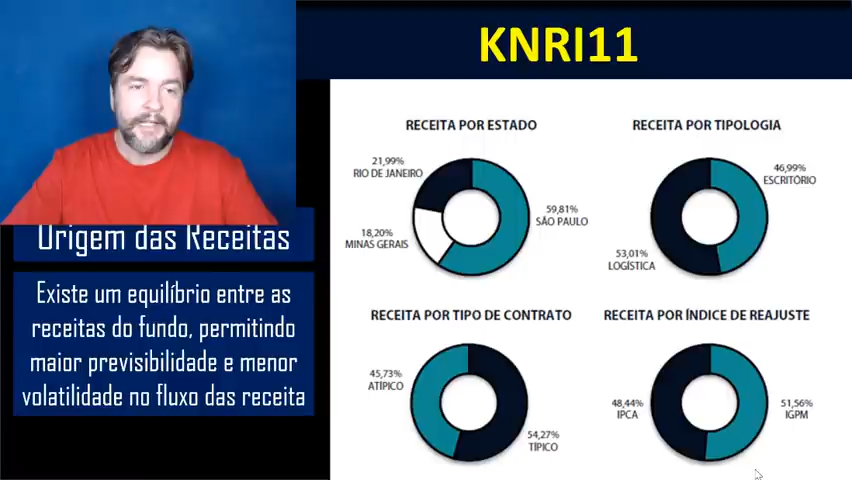 KNRI11
Origem das Receitas
Existe um equilíbrio entre as
receitas do fundo, permitindo
maior previsibilidade e menor
volatilidade no fluxo das receita
RECEITA POR ESTADO
21,99%
RIO DE JANEIRO
59,81%
SÃO PAULO
18,20%
MINAS GERAIS
RECEITA POR TIPOLOGIA
46,99%
ESCRITÓRIO
53,01%
LOGÍSTICA
RECEITA POR TIPO DE CONTRATO
45,73%
ATÍPICO
54,27%
TÍPICO
RECEITA POR ÍNDICE DE REAJUSTE
48,44%
IPCA
51,56%
IGPM